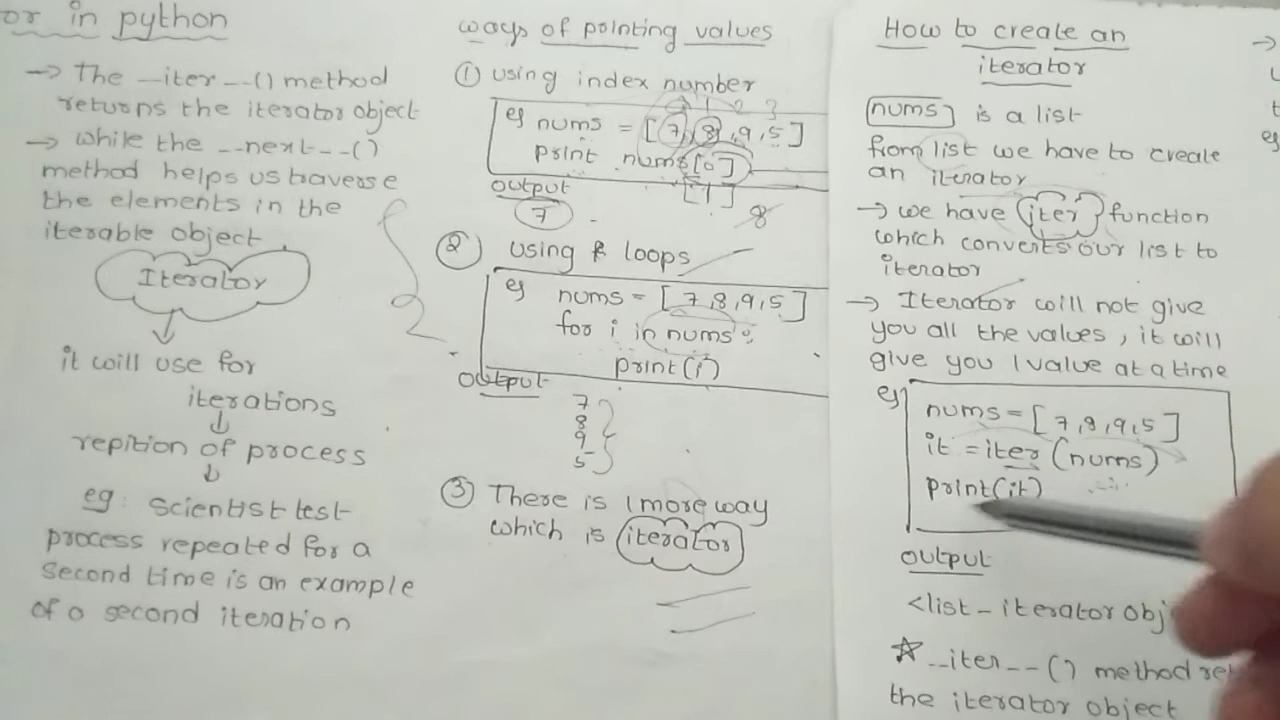 or in python
→ The __iter__() method
returns the iterator object
→ while the __next__()
method helps us traverse
the elements in the
iterable object
Iterator
it will use for
iterations
repition of process
eg: scientist test
process repeated for a
second time is an example
of a second iteration
ways of pointing values
① using index number
eg nums = [7,8,9,5]
0 1 2 3
print nums[0]
[1]
output
7
8
② using loops
eg nums = [7,8,9,5]
for i in nums:
print(i)
output
7
8
9
5
③ There is 1 more way
which is iterator
How to create an
iterator
nums is a list
from list we have to create
an iterator
→ we have iter function
which converts our list to
iterator
→ Iterator will not give
you all the values, it will
give you 1 value at a time
eg
nums = [7,8,9,5]
it = iter(nums)
print(it)
output
<list-iterator obj
☆ __iter__() method ret
the iterator object
→
eg